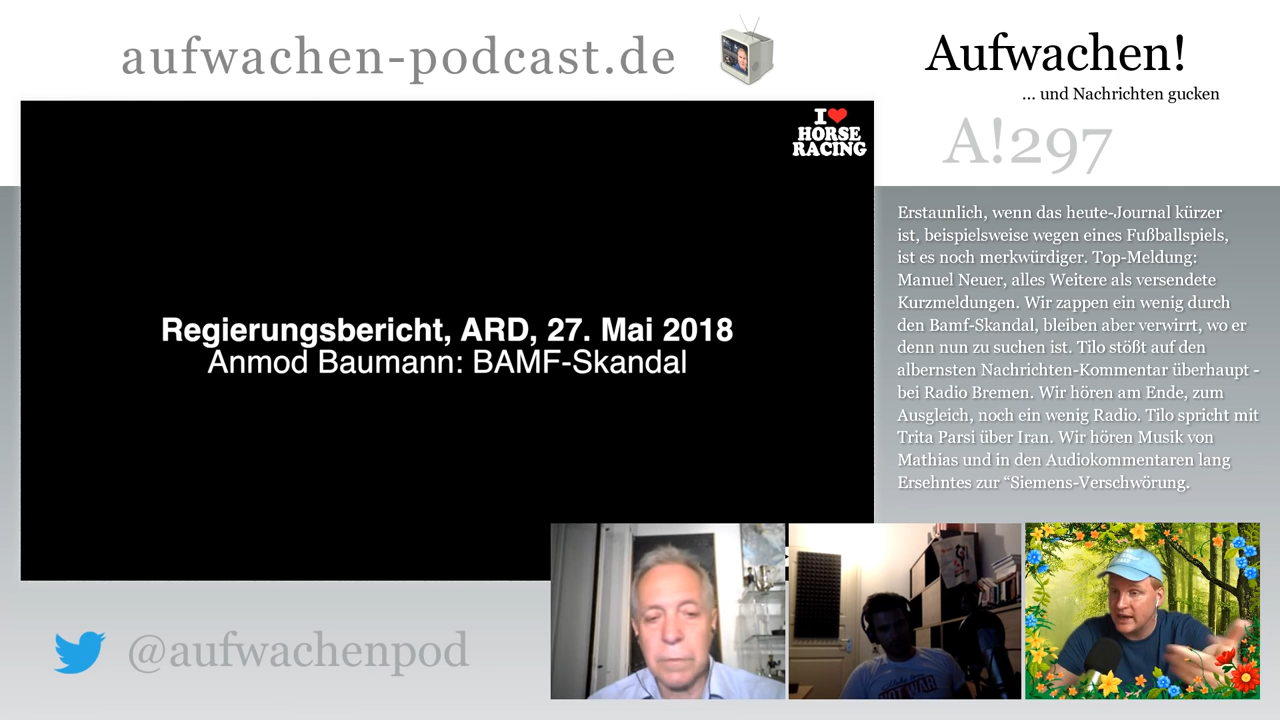 aufwachen-podcast.de
Aufwachen!
... und Nachrichten gucken
A!297
I
HORSE
RACING
Regierungsbericht, ARD, 27. Mai 2018
Anmod Baumann: BAMF-Skandal
Erstaunlich, wenn das heute-Journal kürzer
ist, beispielsweise wegen eines Fußballspiels,
ist es noch merkwürdiger. Top-Meldung:
Manuel Neuer, alles Weitere als versendete
Kurzmeldungen. Wir zappen ein wenig durch
den Bamf-Skandal, bleiben aber verwirrt, wo er
denn nun zu suchen ist. Tilo stößt auf den
albernsten Nachrichten-Kommentar überhaupt -
bei Radio Bremen. Wir hören am Ende, zum
Ausgleich, noch ein wenig Radio. Tilo spricht mit
Trita Parsi über Iran. Wir hören Musik von
Mathias und in den Audiokommentaren lang
Ersehntes zur “Siemens-Verschwörung.
@aufwachenpod
NOT WAR